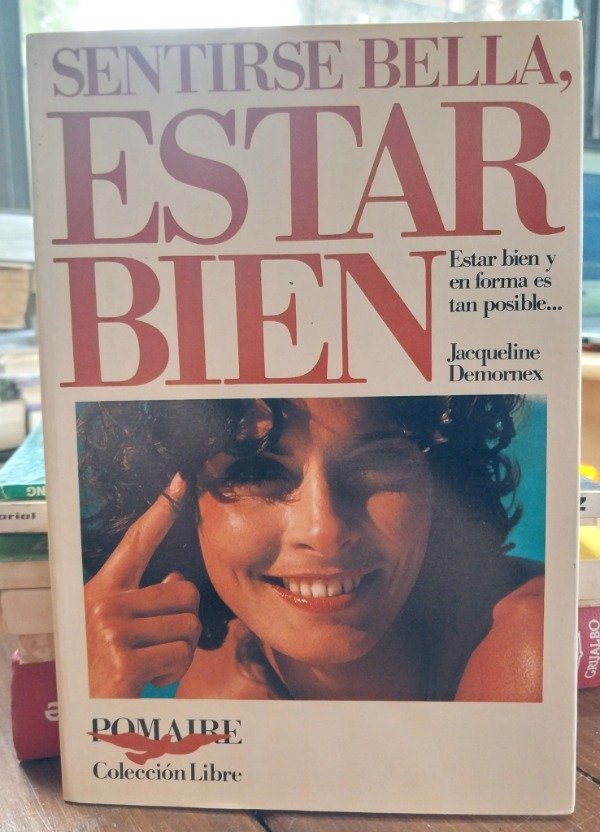 SENTIRSE BELLA,
ESTAR
BIEN
Estar bien y
en forma es
tan posible...
Jacqueline
Demornex
POMAIRE
Colección Libre
GRIJALBO